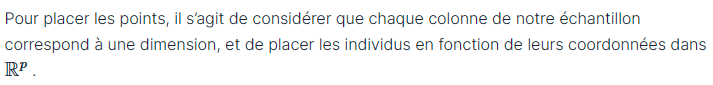 Pour placer les points, il s’agit de considérer que chaque colonne de notre échantillon
correspond à une dimension, et de placer les individus en fonction de leurs coordonnées dans
ℝᵖ .